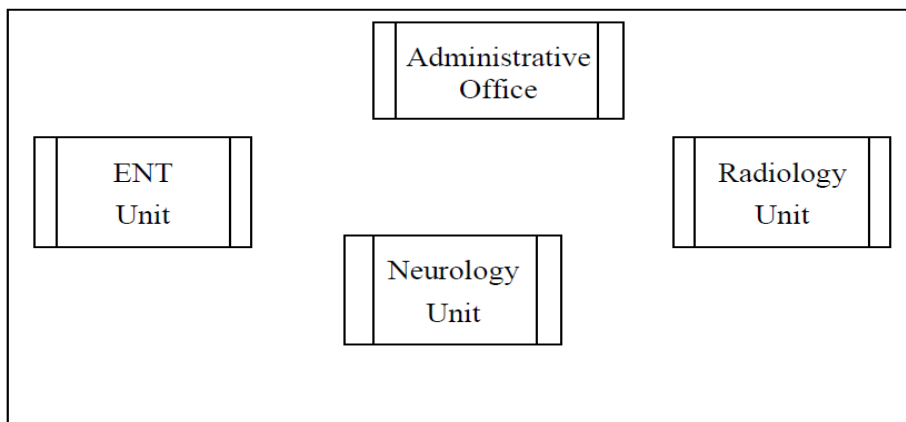 Administrative
Office
ENT
Unit
Radiology
Unit
Neurology
Unit